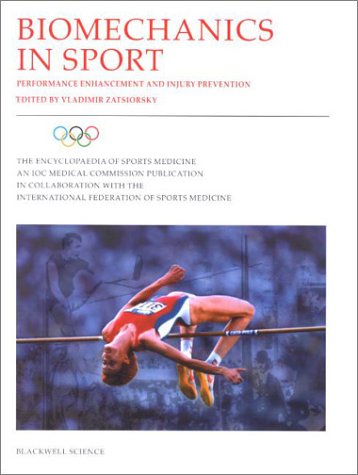 BIOMECHANICS
IN SPORT
PERFORMANCE ENHANCEMENT AND INJURY PREVENTION
EDITED BY VLADIMIR ZATSIORSKY
THE ENCYCLOPAEDIA OF SPORTS MEDICINE
AN IOC MEDICAL COMMISSION PUBLICATION
IN COLLABORATION WITH THE
INTERNATIONAL FEDERATION OF SPORTS MEDICINE
BLACKWELL SCIENCE